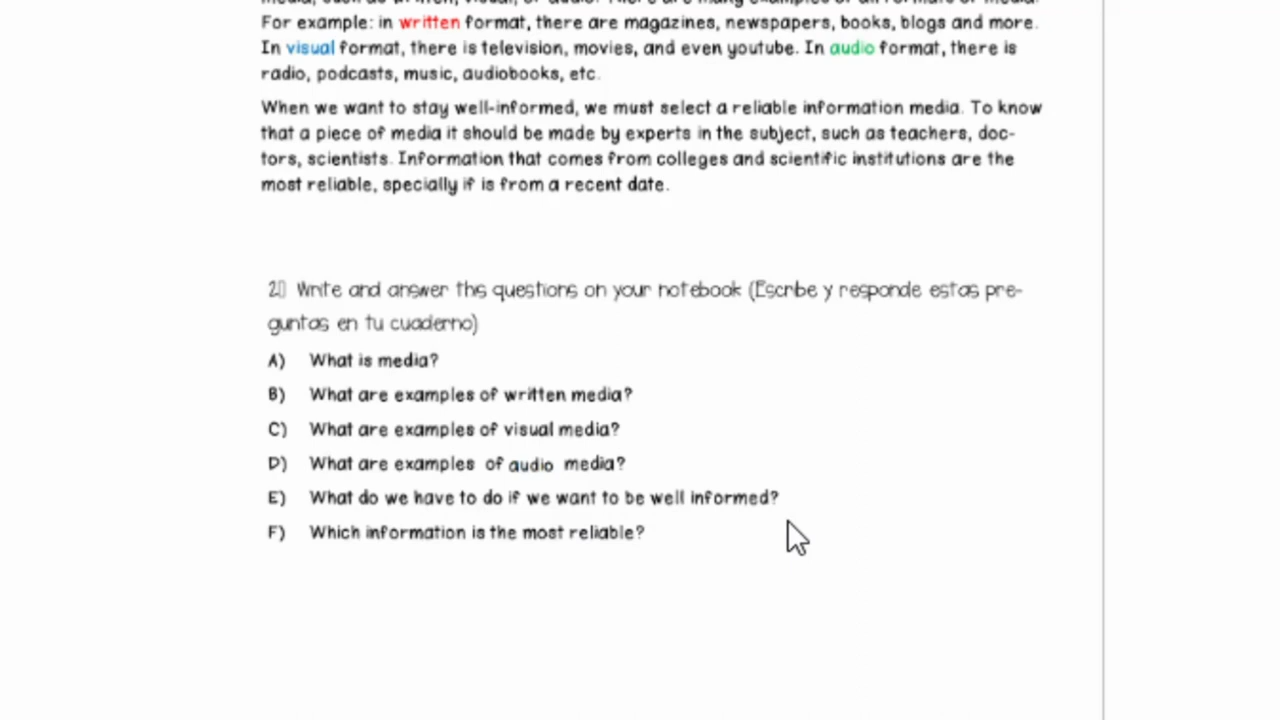 For example: in written format, there are magazines, newspapers, books, blogs and more.
In visual format, there is television, movies, and even youtube. In audio format, there is
radio, podcasts, music, audiobooks, etc.
When we want to stay well-informed, we must select a reliable information media. To know
that a piece of media it should be made by experts in the subject, such as teachers, doc-
tors, scientists. Information that comes from colleges and scientific institutions are the
most reliable, specially if is from a recent date.
2 Write and answer this questions on your notebook (Escribe y responde estas pre-
guntas en tu cuaderno)
A) What is media?
B) What are examples of written media?
C) What are examples of visual media?
D) What are examples of audio media?
E) What do we have to do if we want to be well informed?
F) Which information is the most reliable?